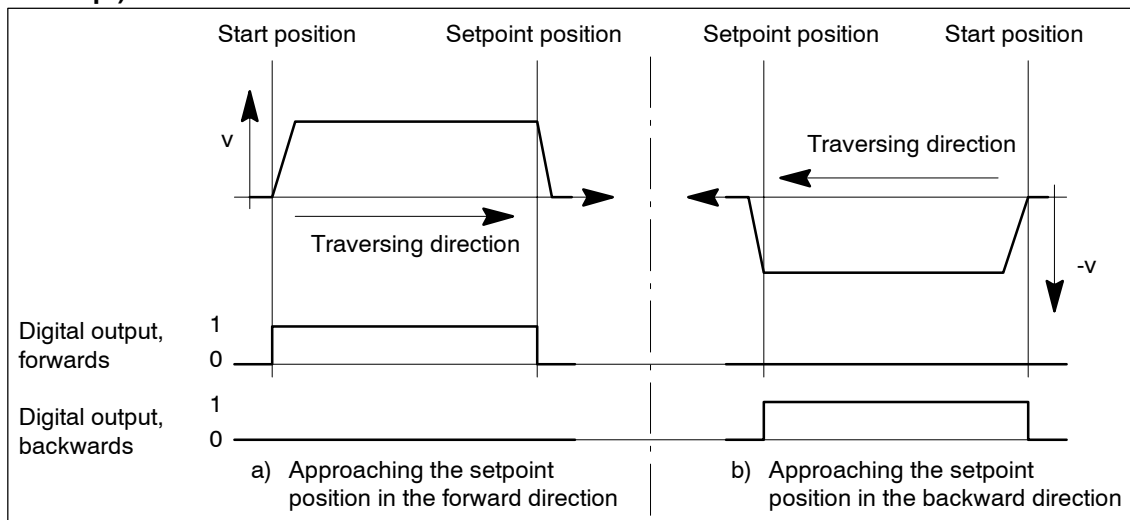 Start position
Setpoint position
Setpoint position
Start position
v
Traversing direction
Traversing direction
-v
Digital output,
forwards
1
0
Digital output,
backwards
1
0
a) Approaching the setpoint
position in the forward direction
b) Approaching the setpoint
position in the backward direction